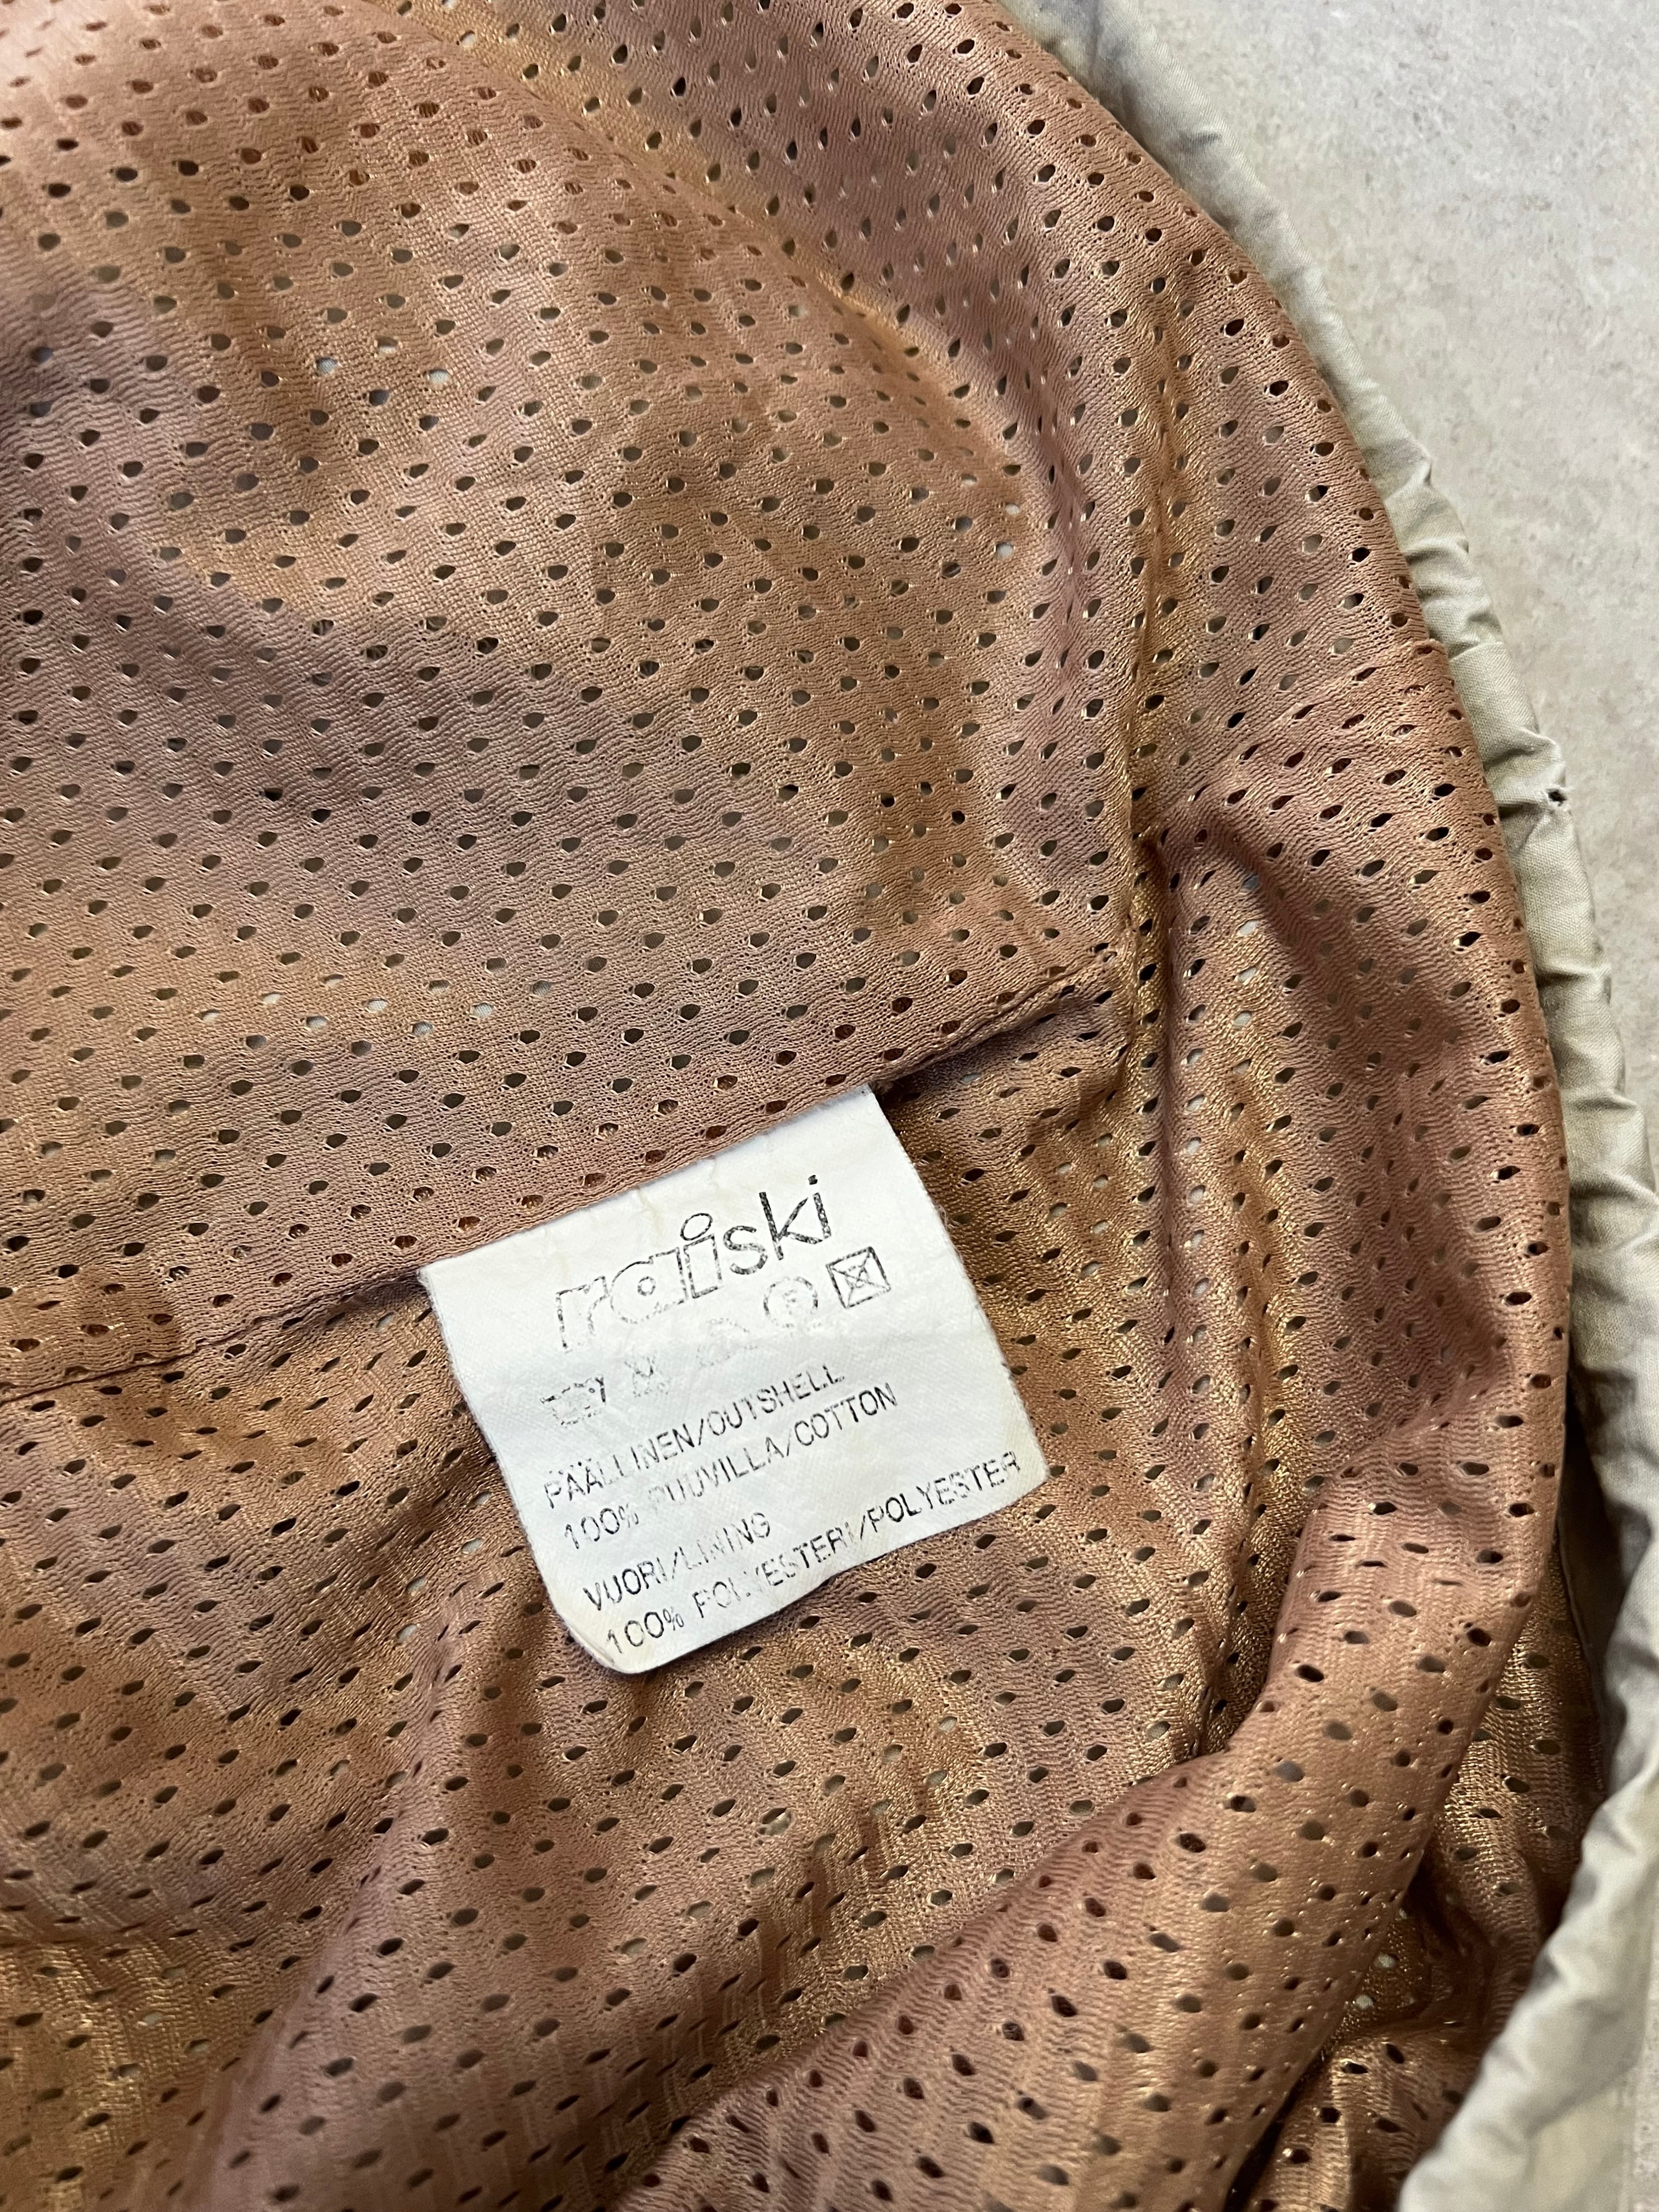 raiski
P
PÄÄLLINEN/OUTSHELL
100% PUUVILLA/COTTON
VUORI/LINING
100% POLYESTERI/POLYESTER